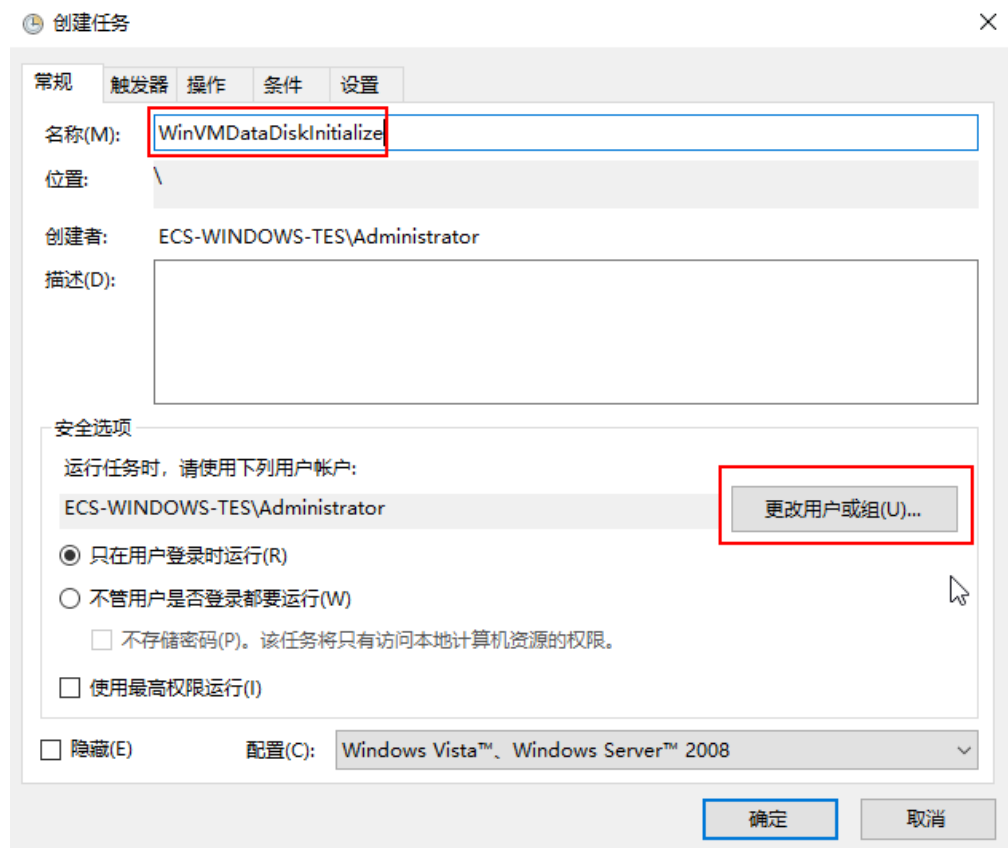 创建任务
常规 触发器 操作 条件 设置
名称(M): WinVMDataDiskInitialize
位置: \
创建者: ECS-WINDOWS-TES\Administrator
描述(D):
安全选项
运行任务时，请使用下列用户帐户:
ECS-WINDOWS-TES\Administrator 更改用户或组(U)...
只在用户登录时运行(R)
不管用户是否登录都要运行(W)
不存储密码(P)。该任务将只有访问本地计算机资源的权限。
使用最高权限运行(I)
隐藏(E) 配置(C): Windows Vista™、Windows Server™ 2008
确定 取消